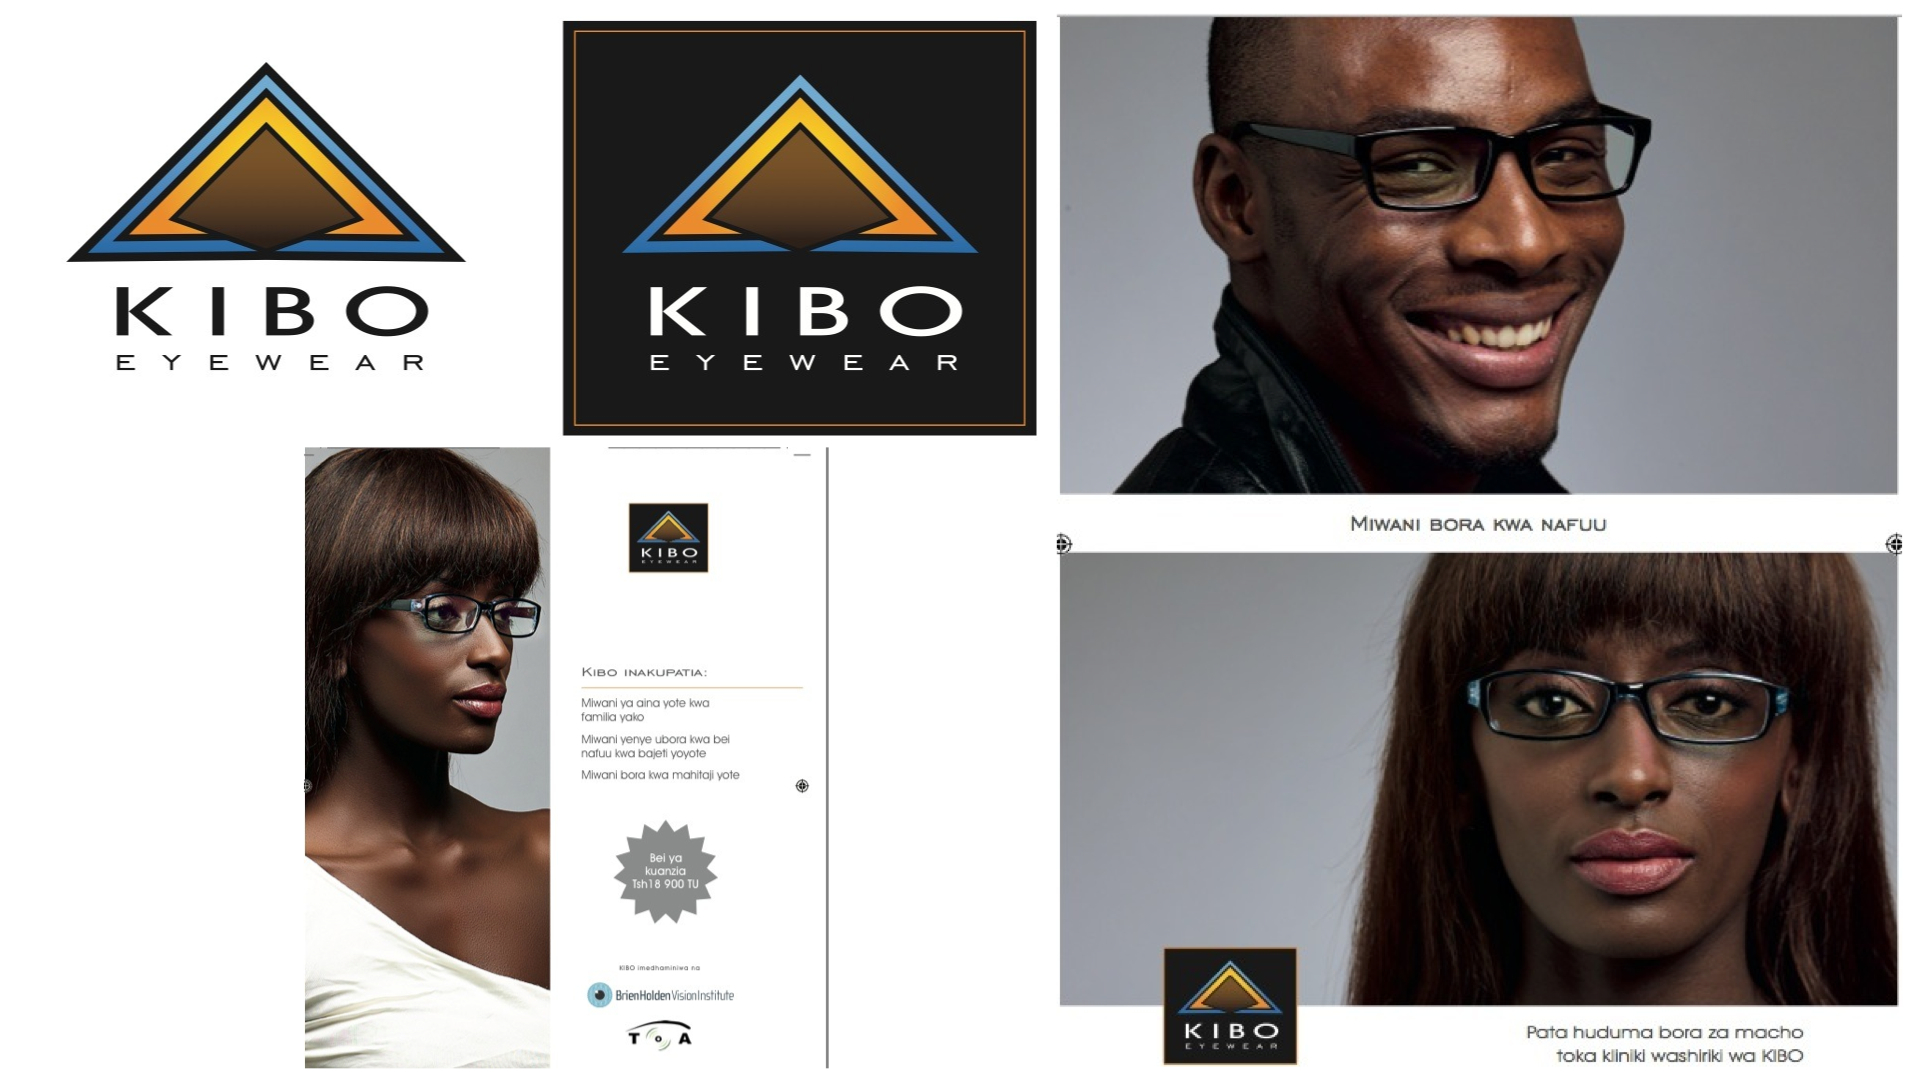 KIBO
EYEWEAR
KIBO
EYEWEAR
MIWANI BORA KWA NAFUU
KIBO
EYEWEAR
KIBO INAKUPATIA:
Miwani ya aina yote kwa
familia yako
Miwani yenye ubora kwa bei
nafuu kwa bajeti yoyote
Miwani bora kwa mahitaji yote
Bei ya
kuanzia
Tsh18 900 TU
KIBO imedhaminiwa na
BrienHoldenVisionInstitute
TOA
KIBO
EYEWEAR
Pata huduma bora za macho
toka kliniki washiriki wa KIBO